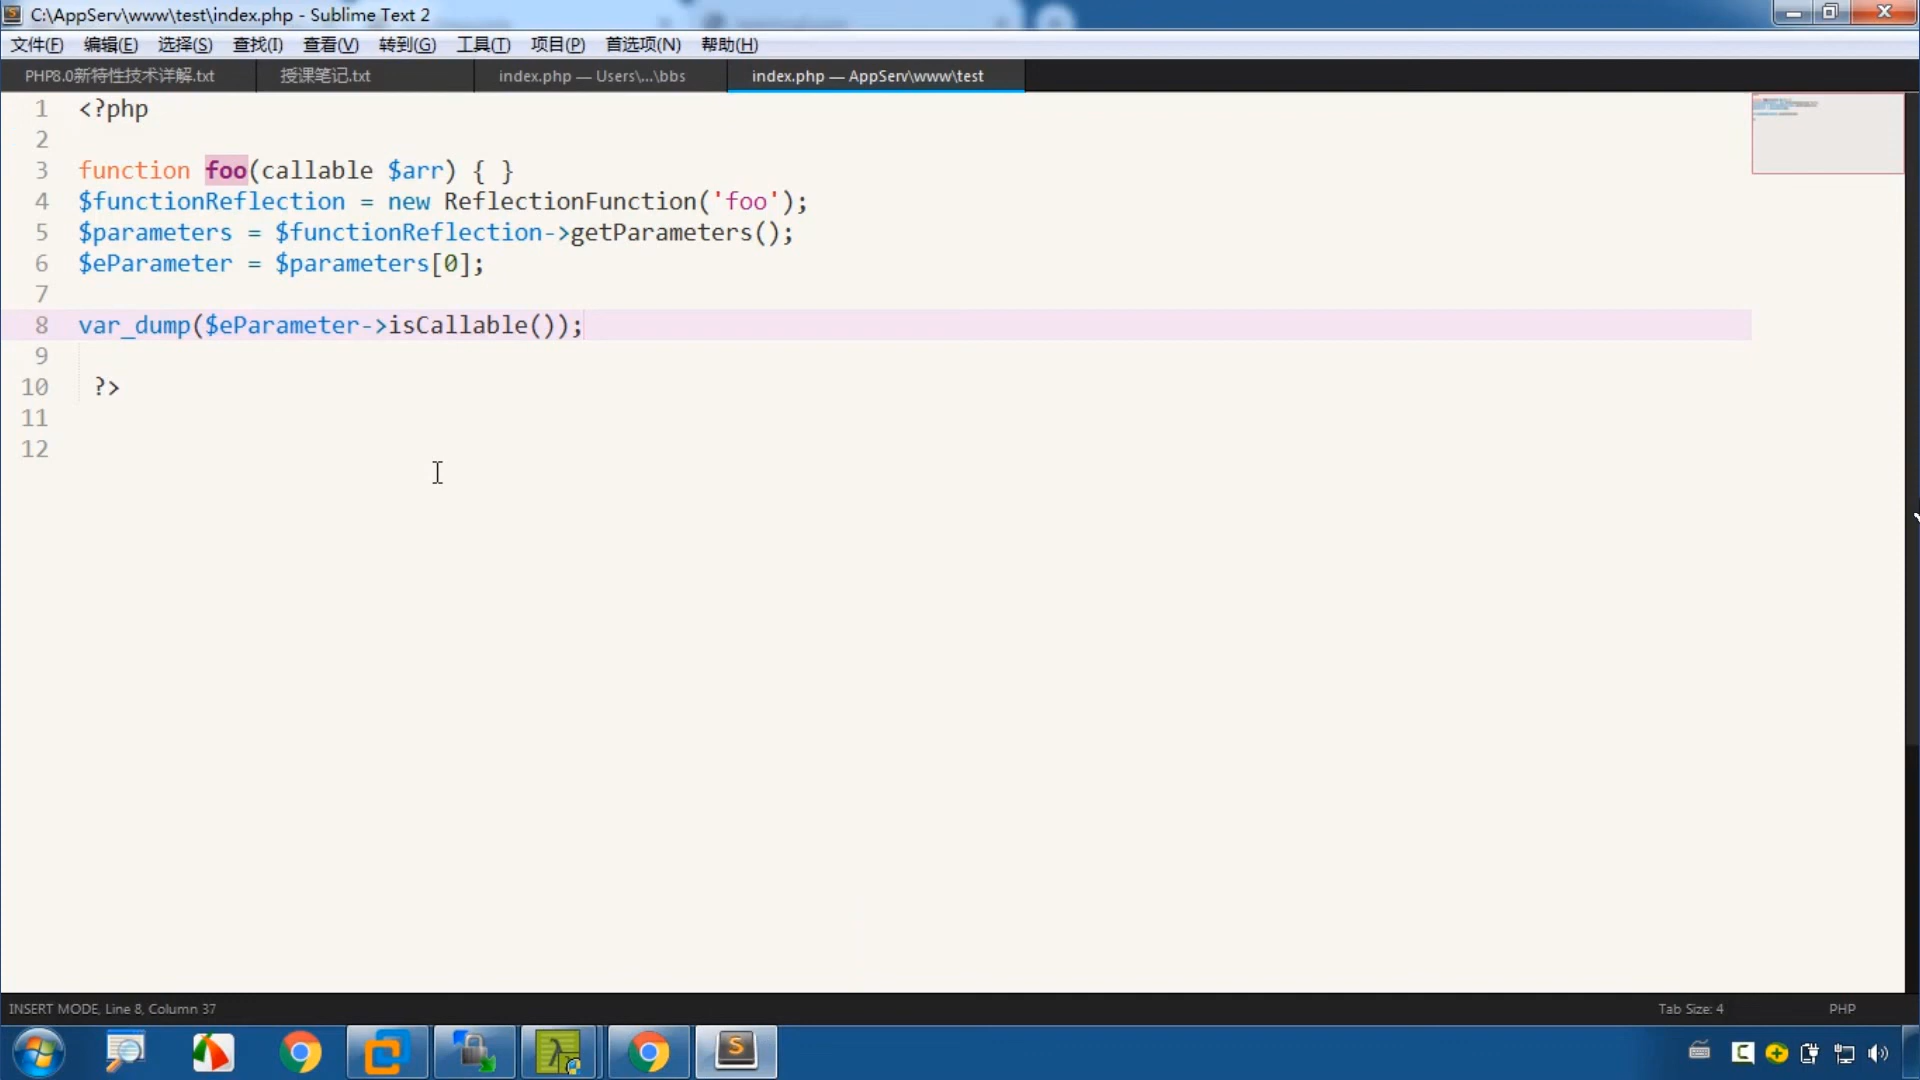 C:\AppServ\www\test\index.php - Sublime Text 2
文件(F) 编辑(E) 选择(S) 查找(I) 查看(V) 转到(G) 工具(T) 项目(P) 首选项(N) 帮助(H)
PHP8.0新特性技术详解.txt 授课笔记.txt index.php — Users\...\bbs index.php — AppServ\www\test
1 <?php
2
3 function foo(callable $arr) { }
4 $functionReflection = new ReflectionFunction('foo');
5 $parameters = $functionReflection->getParameters();
6 $eParameter = $parameters[0];
7
8 var_dump($eParameter->isCallable());
9
10 ?>
11
12
INSERT MODE, Line 8, Column 37 Tab Size: 4 PHP